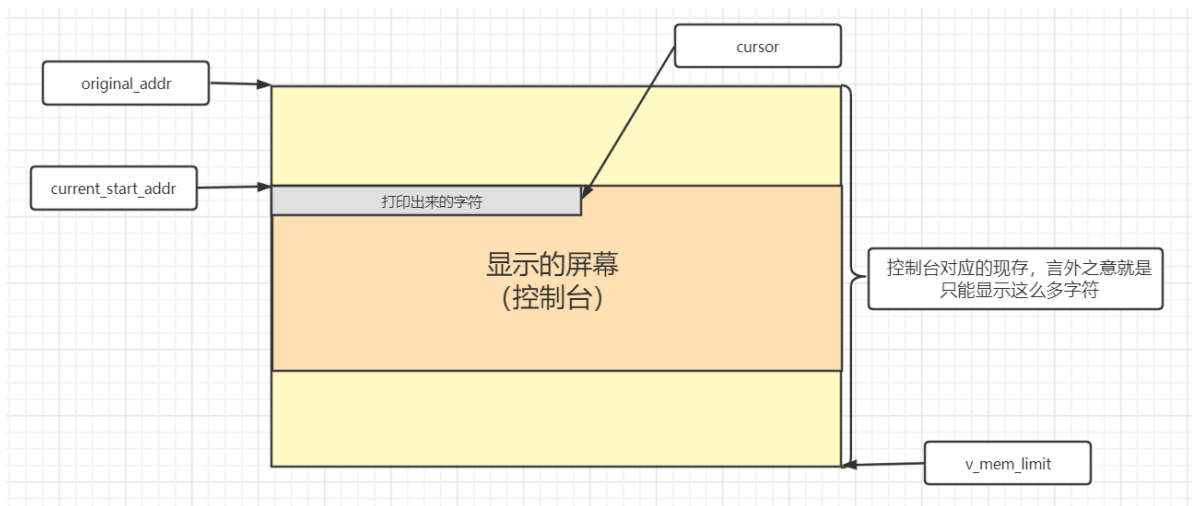 cursor
original_addr
current_start_addr
打印出来的字符
显示的屏幕
（控制台）
控制台对应的现存，言外之意就是
只能显示这么多字符
v_mem_limit